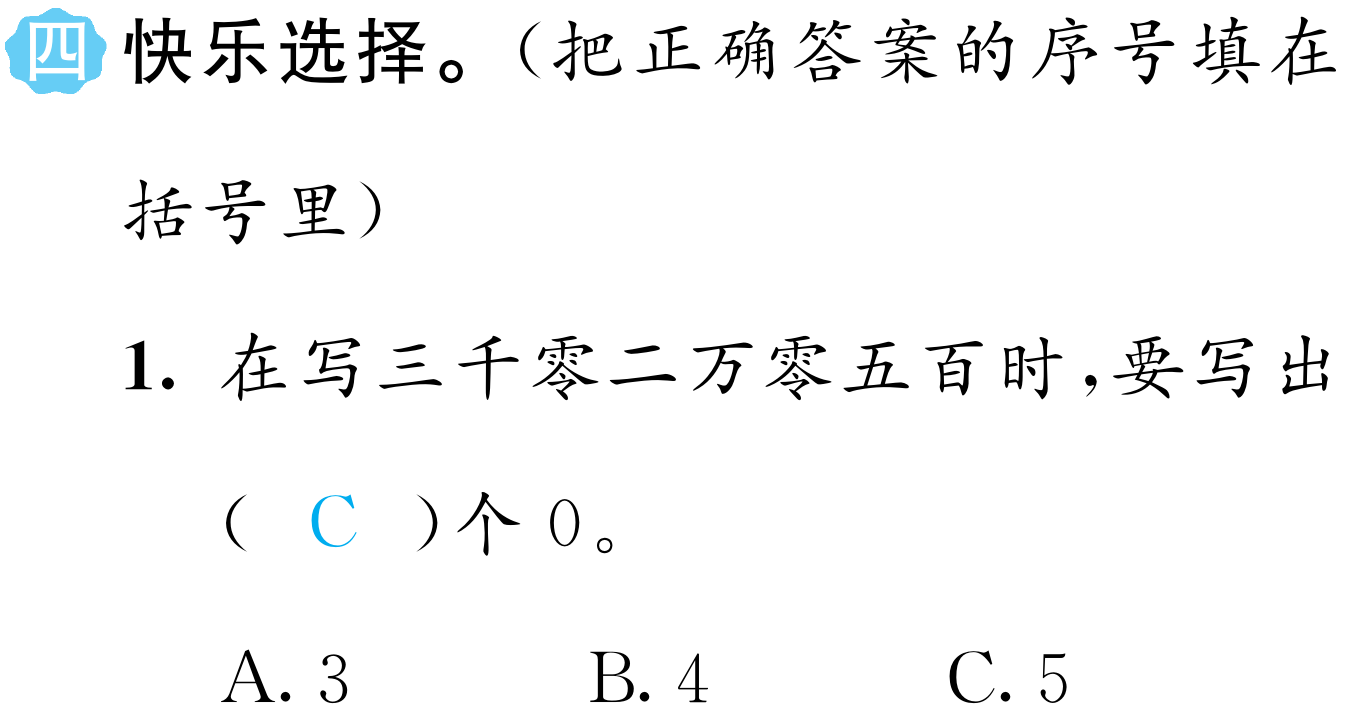 四 快乐选择。(把正确答案的序号填在
括号里)
1. 在写三千零二万零五百时,要写出
( C )个 0。
A. 3 B. 4 C. 5